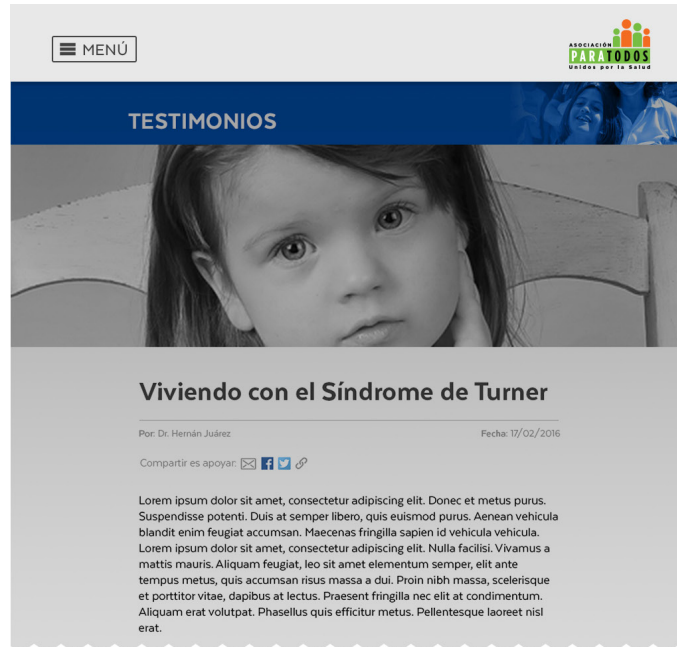 MENÚ
ASOCIACIÓN
PARATODOS
Unidos por la Salud
TESTIMONIOS
Viviendo con el Síndrome de Turner
Por: Dr. Hernán Juárez
Fecha: 17/02/2016
Compartir es apoyar:
Lorem ipsum dolor sit amet, consectetur adipiscing elit. Donec et metus purus.
Suspendisse potenti. Duis at semper libero, quis euismod purus. Aenean vehicula
blandit enim feugiat accumsan. Maecenas fringilla sapien id vehicula vehicula.
Lorem ipsum dolor sit amet, consectetur adipiscing elit. Nulla facilisi. Vivamus a
mattis mauris. Aliquam feugiat, leo sit amet elementum semper, elit ante
tempus metus, quis accumsan risus massa a dui. Proin nibh massa, scelerisque
et porttitor vitae, dapibus at lectus. Praesent fringilla nec elit at condimentum.
Aliquam erat volutpat. Phasellus quis efficitur metus. Pellentesque laoreet nisl
erat.